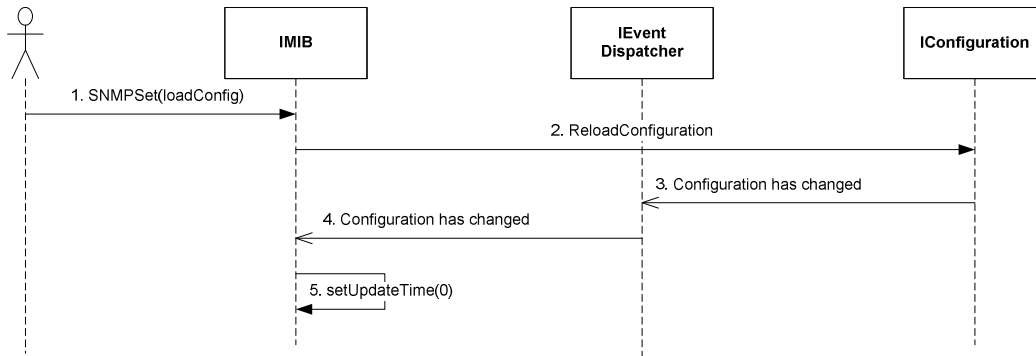 IMIB
IEvent
Dispatcher
IConfiguration
1. SNMPSet(loadConfig)
2. ReloadConfiguration
3. Configuration has changed
4. Configuration has changed
5. setUpdateTime(0)